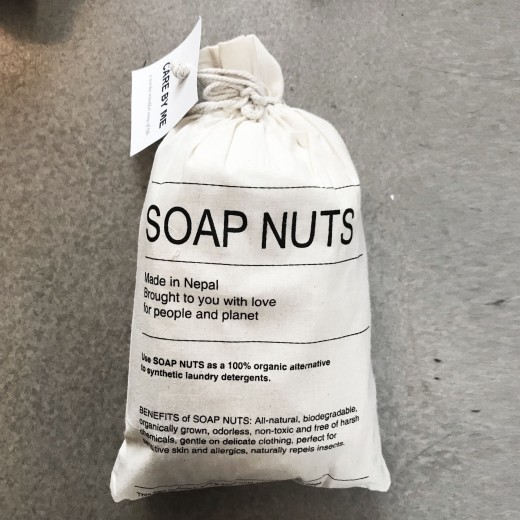 CARE BY ME
SOAP NUTS
Made in Nepal
Brought to you with love
for people and planet
Use SOAP NUTS as a 100% organic alternative
to synthetic laundry detergents.
BENEFITS of SOAP NUTS: All-natural, biodegradable,
organically grown, odorless, non-toxic and free of harsh
chemicals, gentle on delicate clothing, perfect for
sensitive skin and allergics, naturally repels insects.